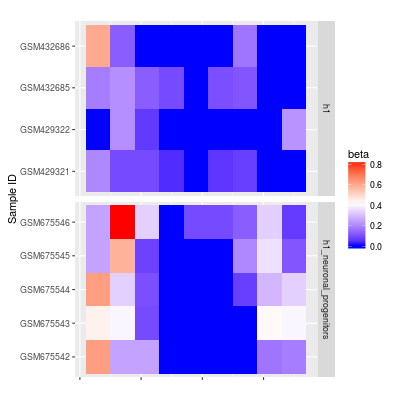 GSM432686
GSM432685
GSM429322
GSM429321
h1
GSM675546
GSM675545
GSM675544
GSM675543
GSM675542
h1_neuronal_progenitors
Sample ID
beta
0.8
0.6
0.4
0.2
0.0